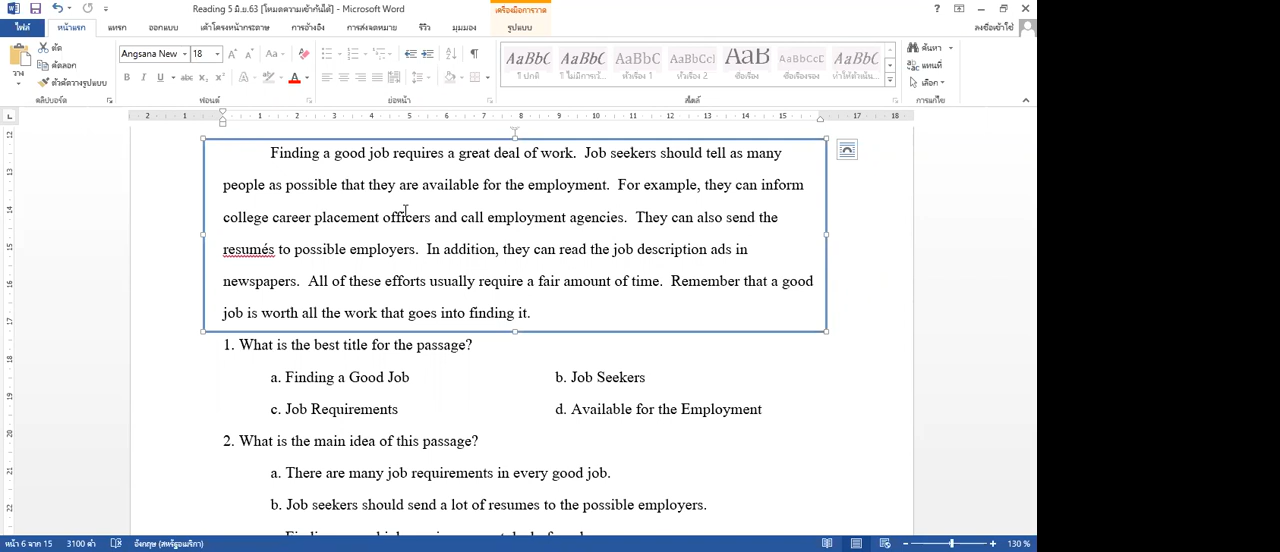 Reading 5 มิ.ย.63 [โหมดความเข้ากันได้] - Microsoft Word
เครื่องมือการวาด
ไฟล์ หน้าแรก แทรก ออกแบบ เค้าโครงหน้ากระดาษ การอ้างอิง การส่งจดหมาย รีวิว มุมมอง รูปแบบ ลงชื่อเข้าใช้
วาง ตัด คัดลอก ตัวคัดวางรูปแบบ
Angsana New 18
AaBbC AaBbC AaBbC AaBbCcl AaB AaBbCcD AaBbC
¶ ปกติ ¶ ไม่มีการเว้... หัวเรื่อง 1 หัวเรื่อง 2 ชื่อเรื่อง ชื่อเรื่องรอง ทำให้ดำเนิน...
ค้นหา แทนที่ เลือก
คลิปบอร์ด ฟอนต์ ย่อหน้า สไตล์ การแก้ไข
Finding a good job requires a great deal of work. Job seekers should tell as many
people as possible that they are available for the employment. For example, they can inform
college career placement officers and call employment agencies. They can also send the
resumés to possible employers. In addition, they can read the job description ads in
newspapers. All of these efforts usually require a fair amount of time. Remember that a good
job is worth all the work that goes into finding it.
1. What is the best title for the passage?
a. Finding a Good Job b. Job Seekers
c. Job Requirements d. Available for the Employment
2. What is the main idea of this passage?
a. There are many job requirements in every good job.
b. Job seekers should send a lot of resumes to the possible employers.
หน้า 6 จาก 15 3100 คำ อังกฤษ (สหรัฐอเมริกา) 130 %